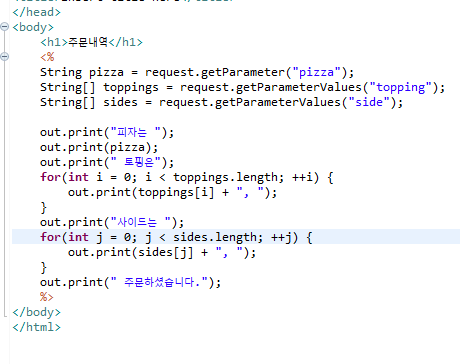 </head>
<body>
<h1>주문내역</h1>
<%
String pizza = request.getParameter("pizza");
String[] toppings = request.getParameterValues("topping");
String[] sides = request.getParameterValues("side");
out.print("피자는 ");
out.print(pizza);
out.print(" 토핑은");
for(int i = 0; i < toppings.length; ++i) {
out.print(toppings[i] + ", ");
}
out.print("사이드는 ");
for(int j = 0; j < sides.length; ++j) {
out.print(sides[j] + ", ");
}
out.print(" 주문하셨습니다.");
%>
</body>
</html>